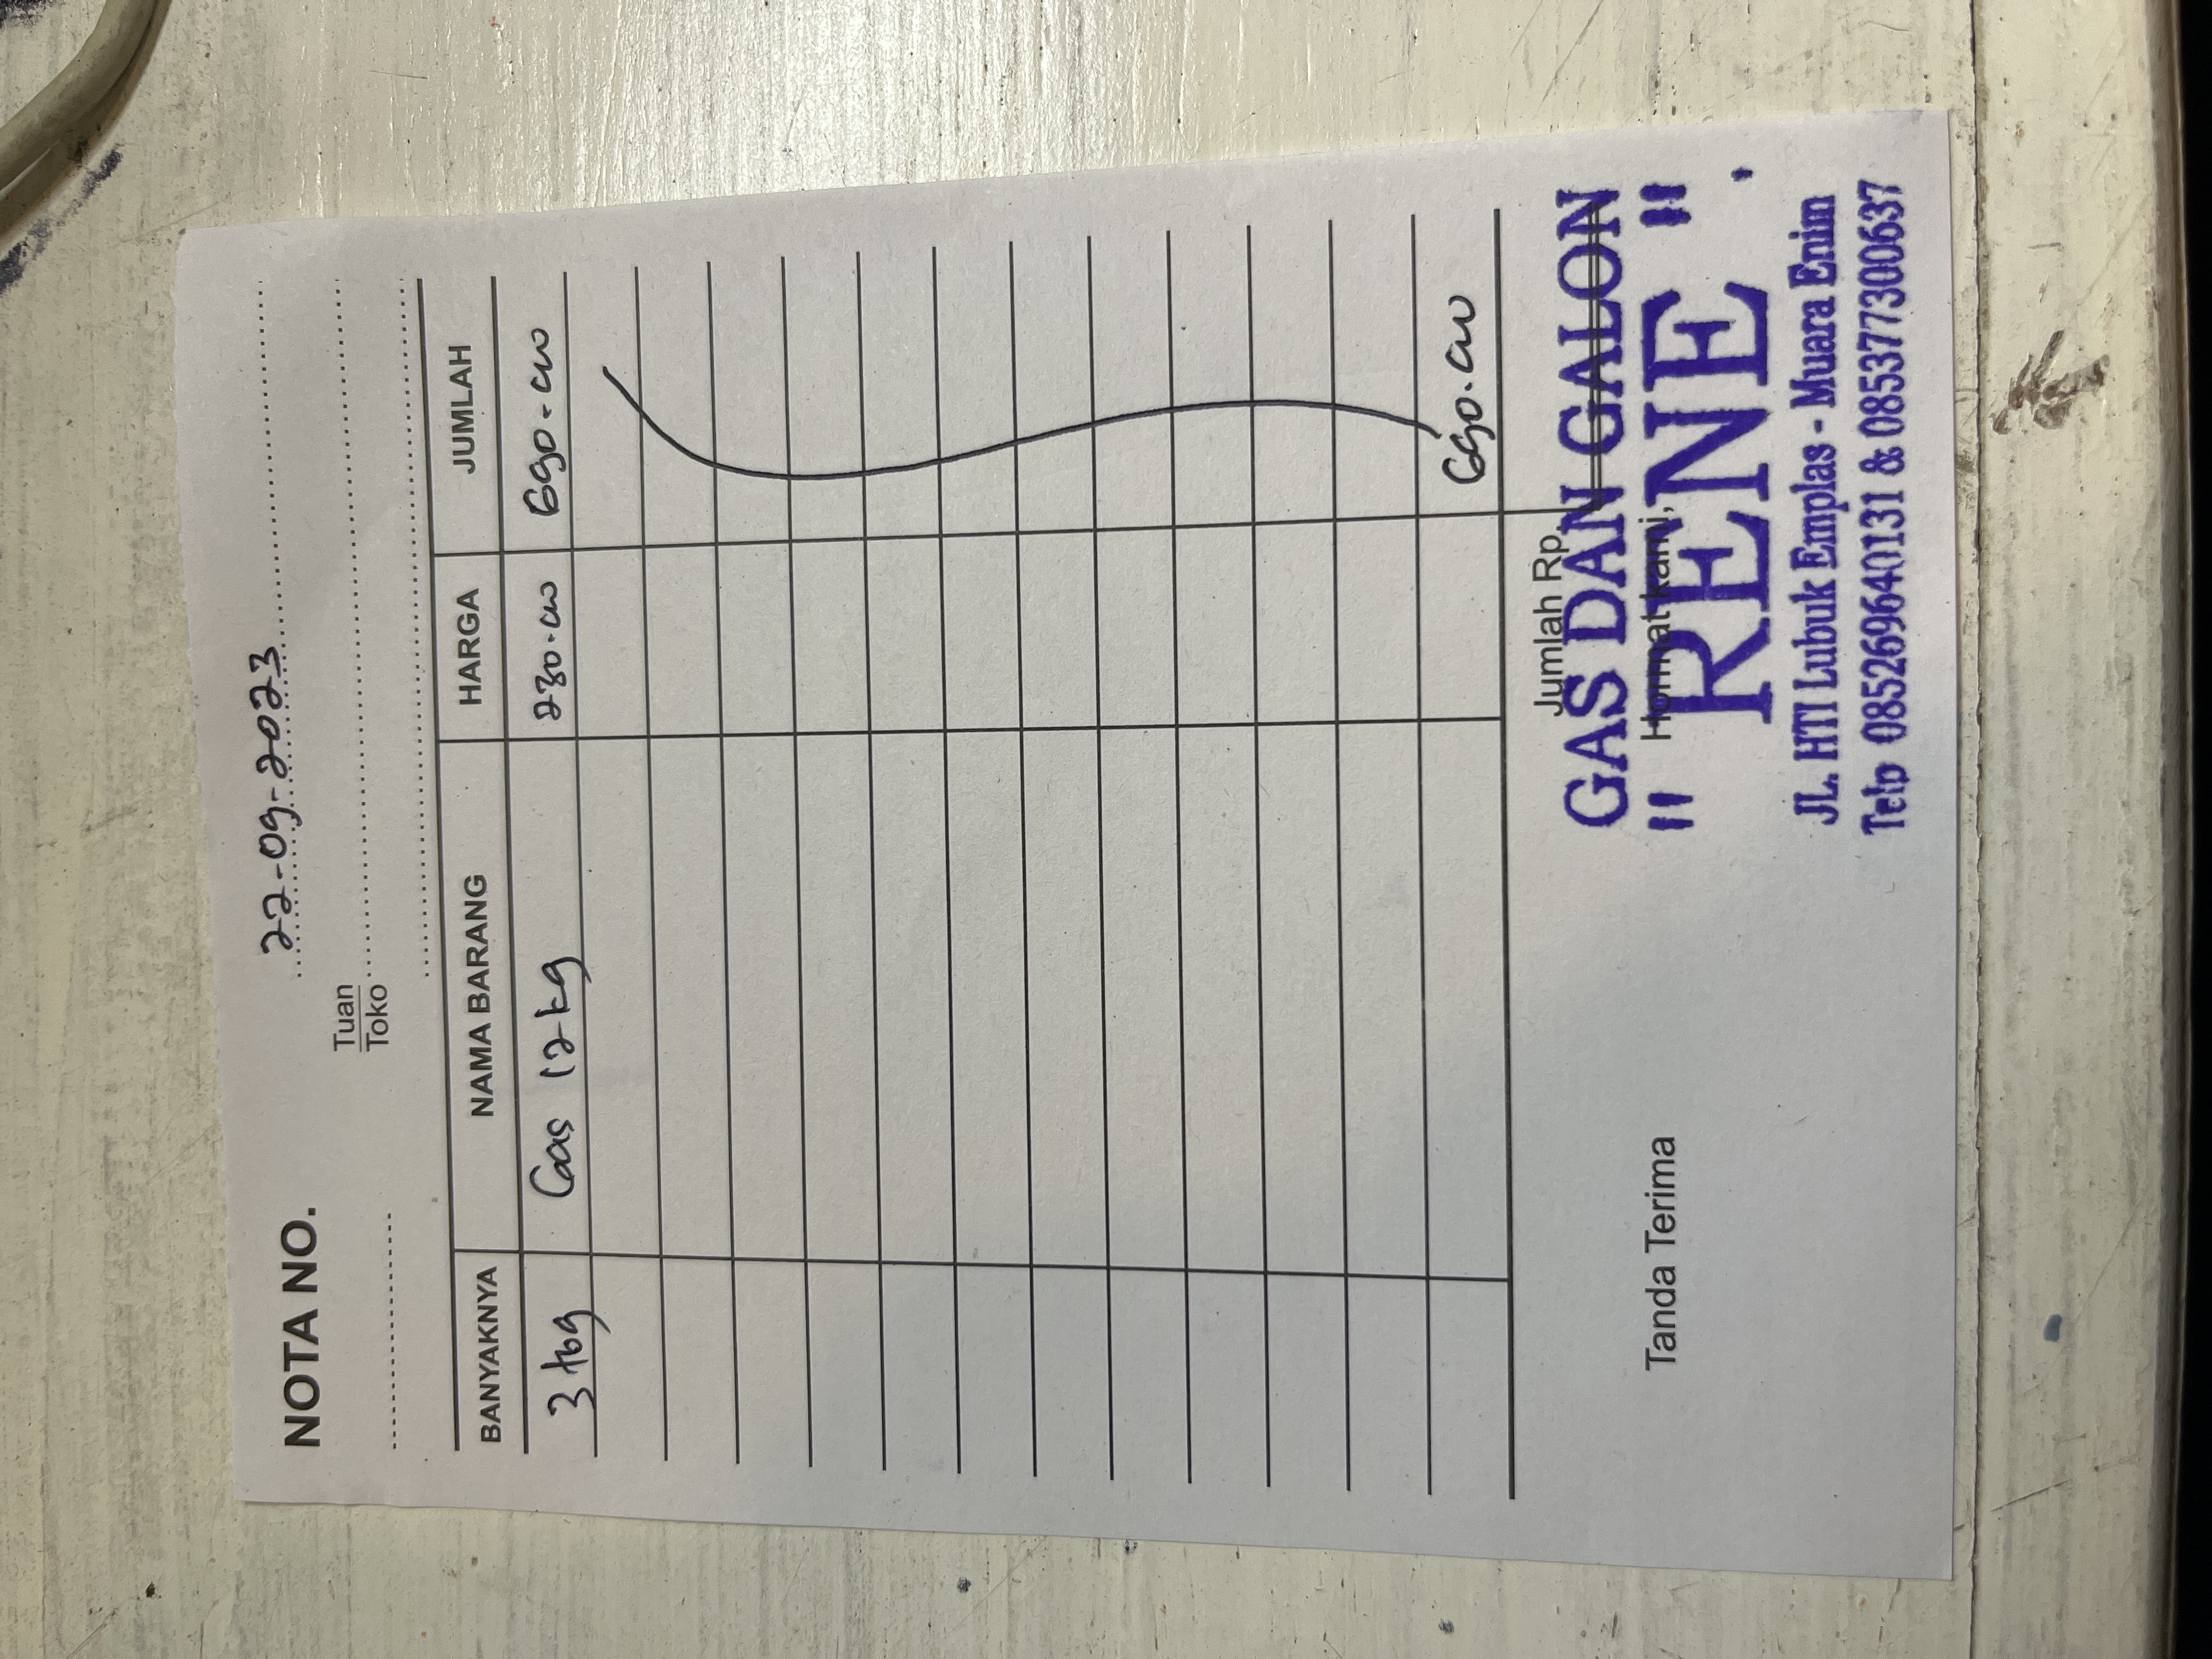 NOTA NO.
22-09-2023
Tuan
Toko
BANYAKNYA NAMA BARANG HARGA JUMLAH
3 tbg Gas 12 kg 230.000 690.000
690.000
Jumlah Rp.
GAS DAN GALON
Tanda Terima Hormat kami,
" RENE "
JL. HTI Lubuk Emplas - Muara Enim
Telp 085269640131 & 085377300637